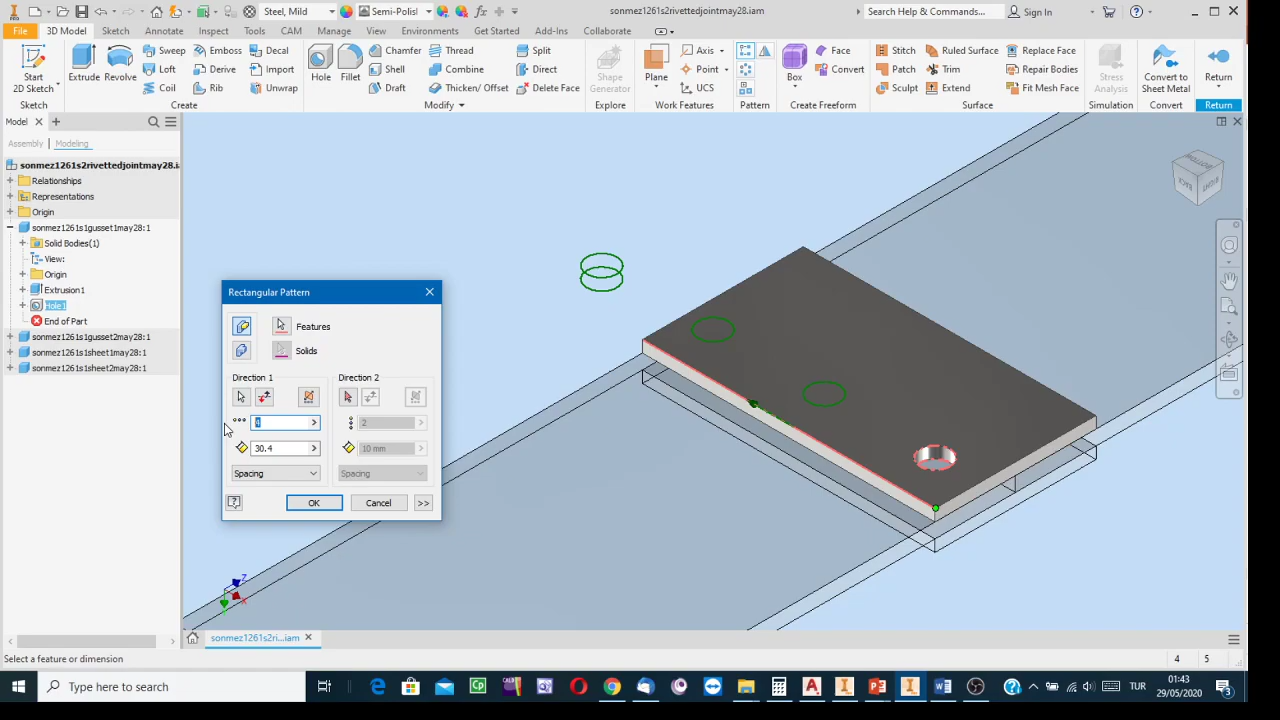 Steel, Mild
Semi-Polis
sonmez1261s2rivettedjointmay28.iam
Search Help & Commands...
Sign In
File
3D Model
Sketch
Annotate
Inspect
Tools
CAM
Manage
View
Environments
Get Started
Add-Ins
Collaborate
Start
2D Sketch
Extrude
Revolve
Sweep
Loft
Coil
Emboss
Derive
Rib
Decal
Import
Unwrap
Hole
Fillet
Chamfer
Shell
Draft
Thread
Combine
Thicken/ Offset
Split
Direct
Delete Face
Shape
Generator
Plane
Axis
Point
UCS
Box
Face
Convert
Stitch
Patch
Sculpt
Ruled Surface
Trim
Extend
Replace Face
Repair Bodies
Fit Mesh Face
Stress
Analysis
Convert to
Sheet Metal
Return
Sketch
Create
Modify
Explore
Work Features
Pattern
Create Freeform
Surface
Simulation
Convert
Return
Model
Assembly
Modeling
sonmez1261s2rivettedjointmay28.i
Relationships
Representations
Origin
sonmez1261s1gusset1may28:1
Solid Bodies(1)
View:
Origin
Extrusion1
Hole1
End of Part
sonmez1261s1gusset2may28:1
sonmez1261s1sheet1may28:1
sonmez1261s1sheet2may28:1
Rectangular Pattern
Features
Solids
Direction 1
Direction 2
4
2
30.4
10 mm
Spacing
Spacing
OK
Cancel
>>
BOTTOM
BACK
RIGHT
Z
X
sonmez1261s2ri...iam
Select a feature or dimension
4
5
Type here to search
TUR
01:43
29/05/2020
3